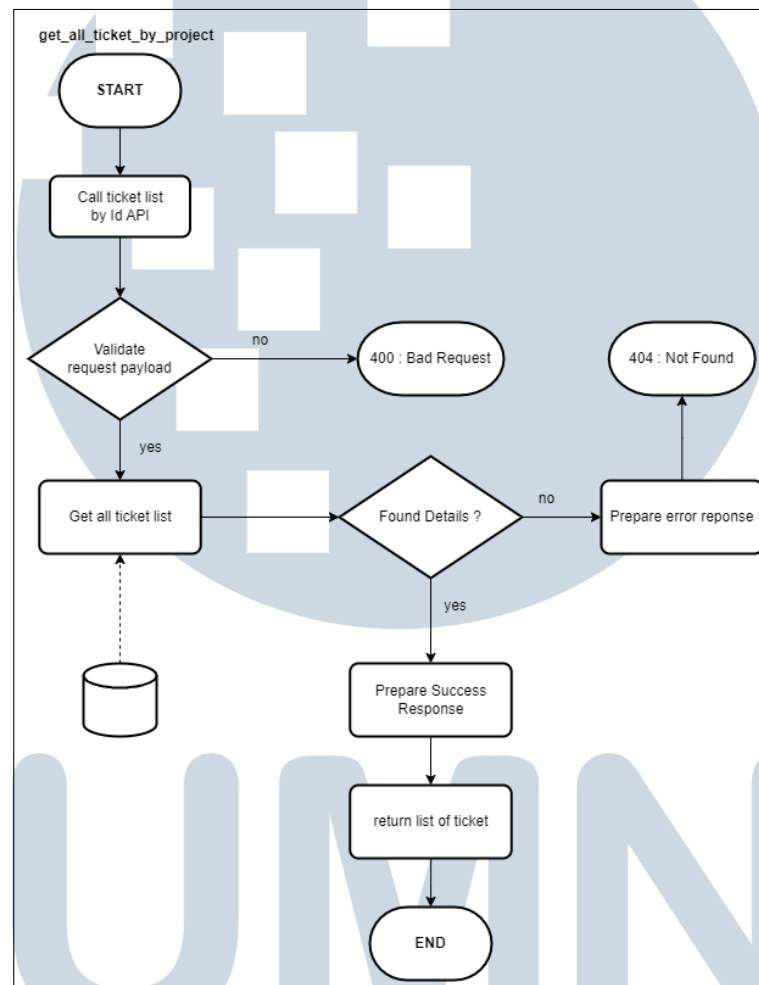 get_all_ticket_by_project
START
Call ticket list
by Id API
Validate
request payload
no
400 : Bad Request
404 : Not Found
yes
Get all ticket list
Found Details ?
no
Prepare error reponse
yes
Prepare Success
Response
return list of ticket
END
UMN